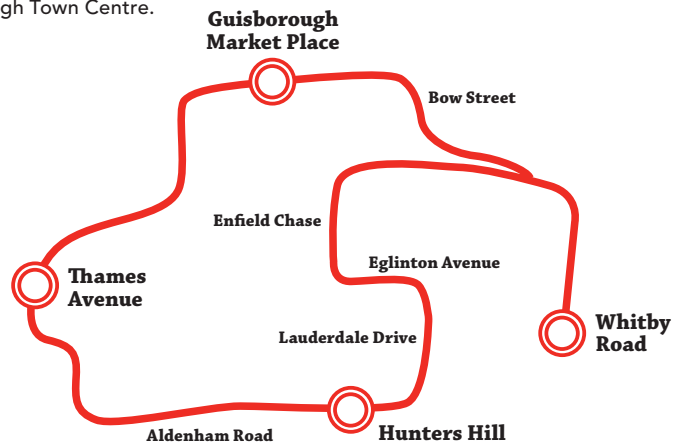 gh Town Centre.
Guisborough
Market Place
Bow Street
Enfield Chase
Eglinton Avenue
Thames
Avenue
Whitby
Road
Lauderdale Drive
Aldenham Road
Hunters Hill